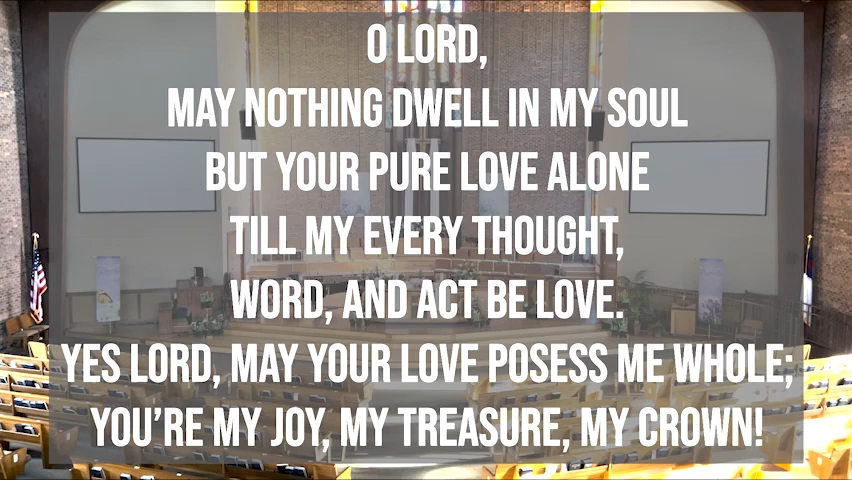 O LORD,
MAY NOTHING DWELL IN MY SOUL
BUT YOUR PURE LOVE ALONE
TILL MY EVERY THOUGHT,
WORD, AND ACT BE LOVE.
YES LORD, MAY YOUR LOVE POSESS ME WHOLE;
YOU'RE MY JOY, MY TREASURE, MY CROWN!